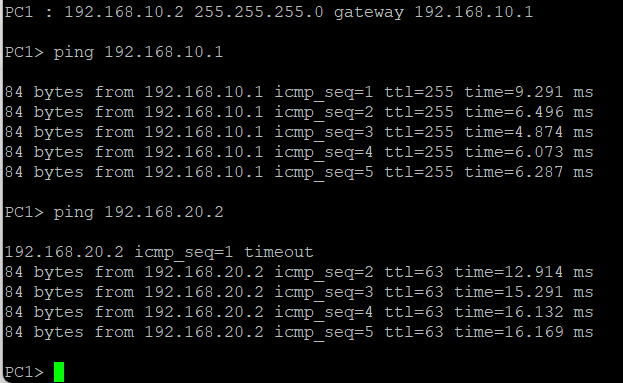 PC1 : 192.168.10.2 255.255.255.0 gateway 192.168.10.1
PC1> ping 192.168.10.1
84 bytes from 192.168.10.1 icmp_seq=1 ttl=255 time=9.291 ms
84 bytes from 192.168.10.1 icmp_seq=2 ttl=255 time=6.496 ms
84 bytes from 192.168.10.1 icmp_seq=3 ttl=255 time=4.874 ms
84 bytes from 192.168.10.1 icmp_seq=4 ttl=255 time=6.073 ms
84 bytes from 192.168.10.1 icmp_seq=5 ttl=255 time=6.287 ms
PC1> ping 192.168.20.2
192.168.20.2 icmp_seq=1 timeout
84 bytes from 192.168.20.2 icmp_seq=2 ttl=63 time=12.914 ms
84 bytes from 192.168.20.2 icmp_seq=3 ttl=63 time=15.291 ms
84 bytes from 192.168.20.2 icmp_seq=4 ttl=63 time=16.132 ms
84 bytes from 192.168.20.2 icmp_seq=5 ttl=63 time=16.169 ms
PC1>